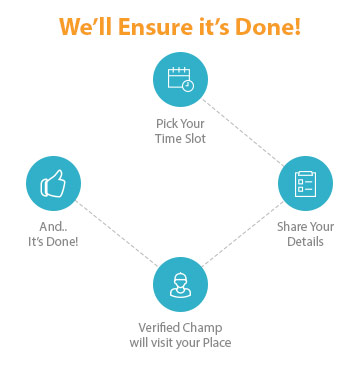 We'll Ensure it's Done!
Pick Your
Time Slot
Share Your
Details
Verified Champ
will visit your Place
And..
It's Done!